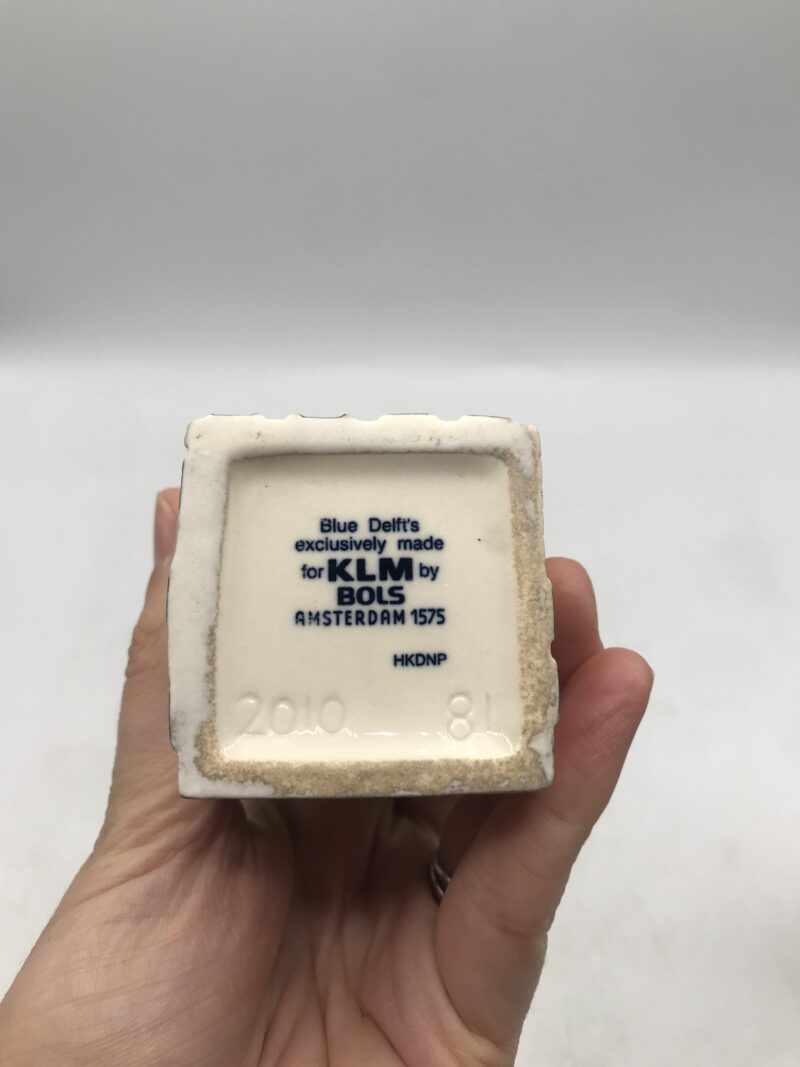 Blue Delft's
exclusively made
for KLM by
BOLS
AMSTERDAM 1575
HKDNP
2010 81